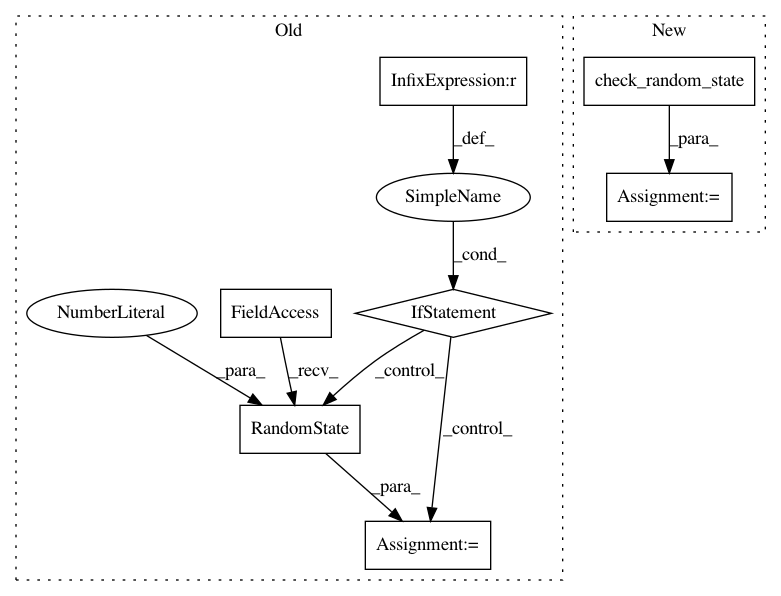 Old
New
InfixExpression:r
check_random_state
_def_
_para_
SimpleName
Assignment:=
_cond_
NumberLiteral
FieldAccess
IfStatement
_para_
_recv_
_control_
_control_
RandomState
_para_
Assignment:=